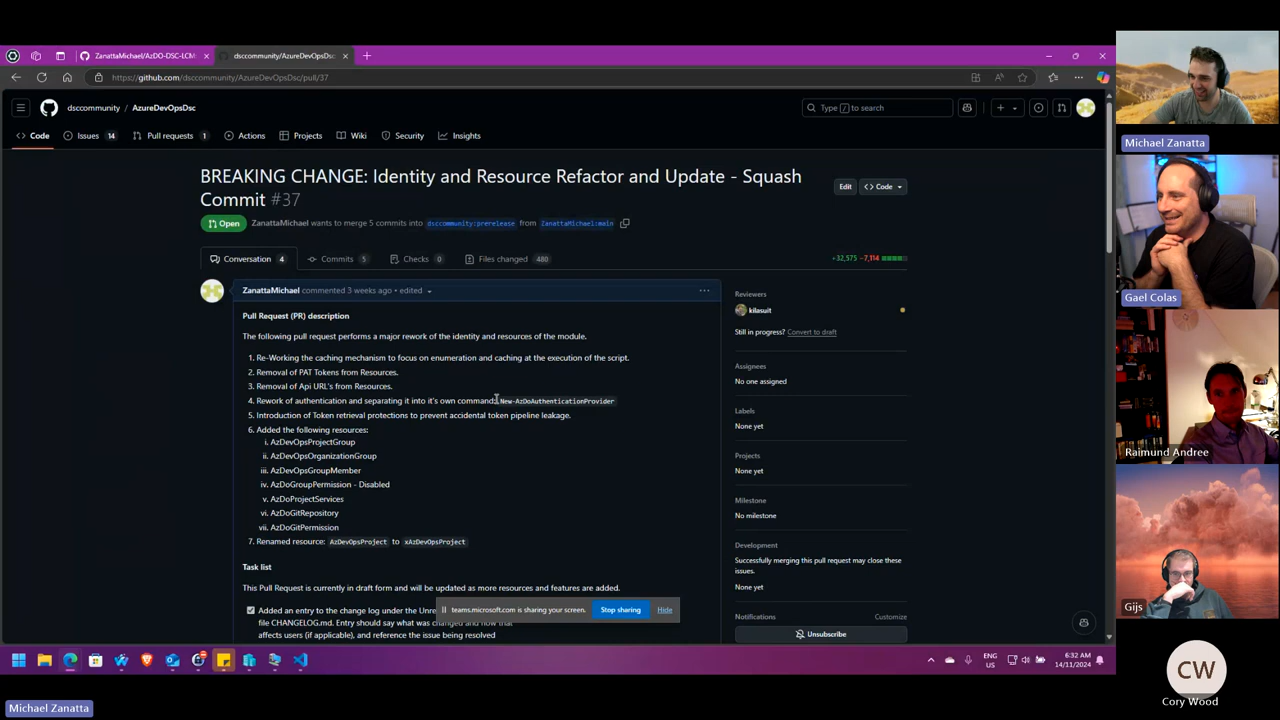 ZanattaMichael/AzDO-DSC-LCM
dsccommunity/AzureDevOpsDsc
https://github.com/dsccommunity/AzureDevOpsDsc/pull/37
dsccommunity / AzureDevOpsDsc
Type / to search
Code
Issues 14
Pull requests 1
Actions
Projects
Wiki
Security
Insights
BREAKING CHANGE: Identity and Resource Refactor and Update - Squash
Commit #37
Edit
Code
Open
ZanattaMichael wants to merge 5 commits into dsccommunity:prerelease from ZanattaMichael:main
Conversation 4
Commits 5
Checks 0
Files changed 480
+32,575 −7,114
ZanattaMichael commented 3 weeks ago • edited
Pull Request (PR) description
The following pull request performs a major rework of the identity and resources of the module.
1. Re-Working the caching mechanism to focus on enumeration and caching at the execution of the script.
2. Removal of PAT Tokens from Resources.
3. Removal of Api URL's from Resources.
4. Rework of authentication and separating it into it's own command: New-AzDoAuthenticationProvider
5. Introduction of Token retrieval protections to prevent accidental token pipeline leakage.
6. Added the following resources:
i. AzDevOpsProjectGroup
ii. AzDevOpsOrganizationGroup
iii. AzDevOpsGroupMember
iv. AzDoGroupPermission - Disabled
v. AzDoProjectServices
vi. AzDoGitRepository
vii. AzDoGitPermission
7. Renamed resource: AzDevOpsProject to xAzDevOpsProject
Task list
This Pull Request is currently in draft form and will be updated as more resources and features are added.
Added an entry to the change log under the Unre
file CHANGELOG.md. Entry should say what was changed and how that
affects users (if applicable), and reference the issue being resolved
teams.microsoft.com is sharing your screen.
Stop sharing
Hide
Reviewers
kilasuit
Still in progress? Convert to draft
Assignees
No one assigned
Labels
None yet
Projects
None yet
Milestone
No milestone
Development
Successfully merging this pull request may close these
issues.
None yet
Notifications
Customize
Unsubscribe
ENG
US
6:32 AM
14/11/2024
Michael Zanatta
Michael Zanatta
Gael Colas
Raimund Andree
Gijs
CW
Cory Wood